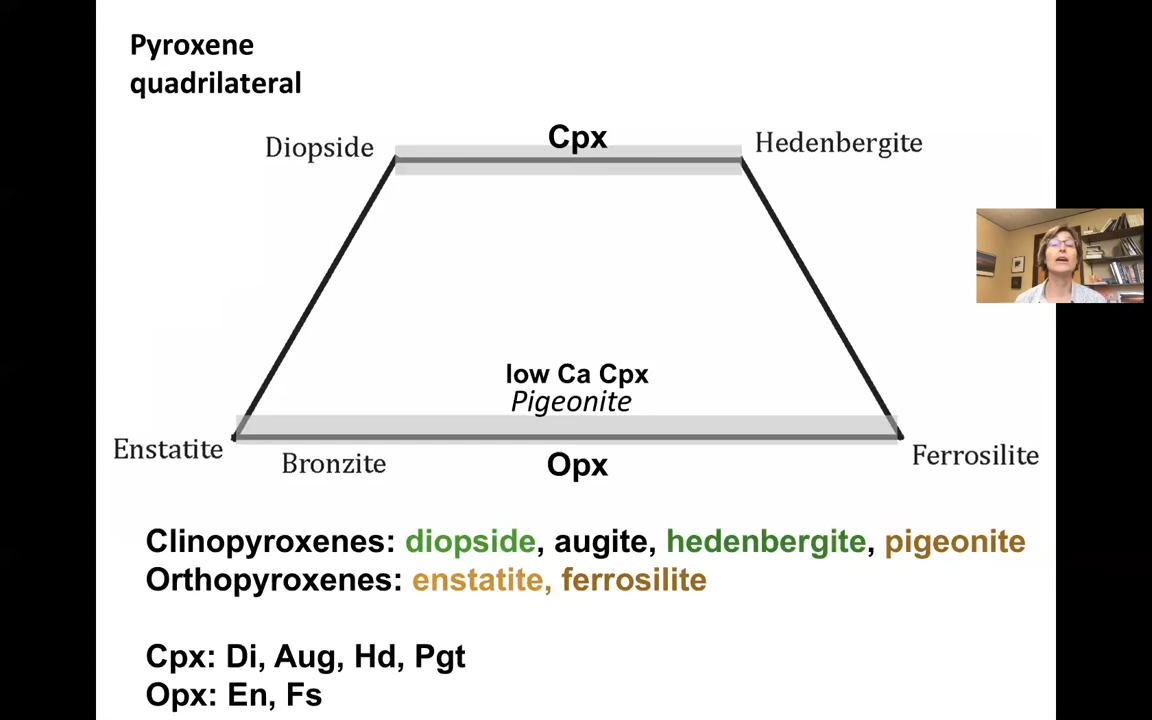 Pyroxene
quadrilateral
Cpx
Diopside
Hedenbergite
low Ca Cpx
Pigeonite
Enstatite
Bronzite
Opx
Ferrosilite
Clinopyroxenes: diopside, augite, hedenbergite, pigeonite
Orthopyroxenes: enstatite, ferrosilite
Cpx: Di, Aug, Hd, Pgt
Opx: En, Fs